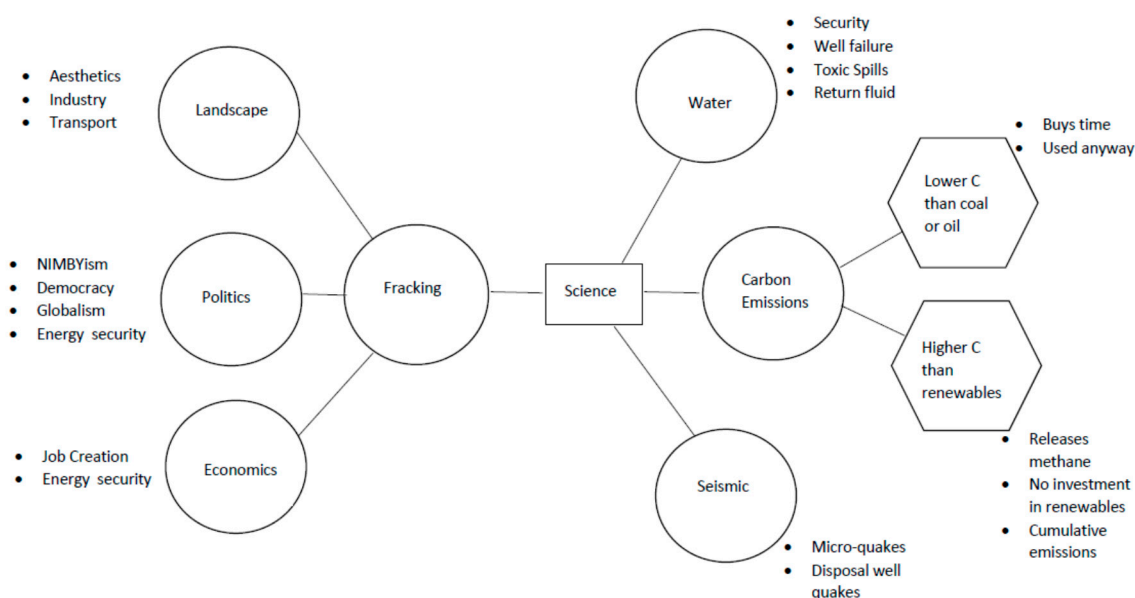 Aesthetics
Industry
Transport
Landscape
NIMBYism
Democracy
Globalism
Energy security
Politics
Job Creation
Energy security
Economics
Fracking
Science
Water
Security
Well failure
Toxic Spills
Return fluid
Carbon
Emissions
Lower C
than coal
or oil
Buys time
Used anyway
Higher C
than
renewables
Releases
methane
No investment
in renewables
Cumulative
emissions
Seismic
Micro-quakes
Disposal well
quakes